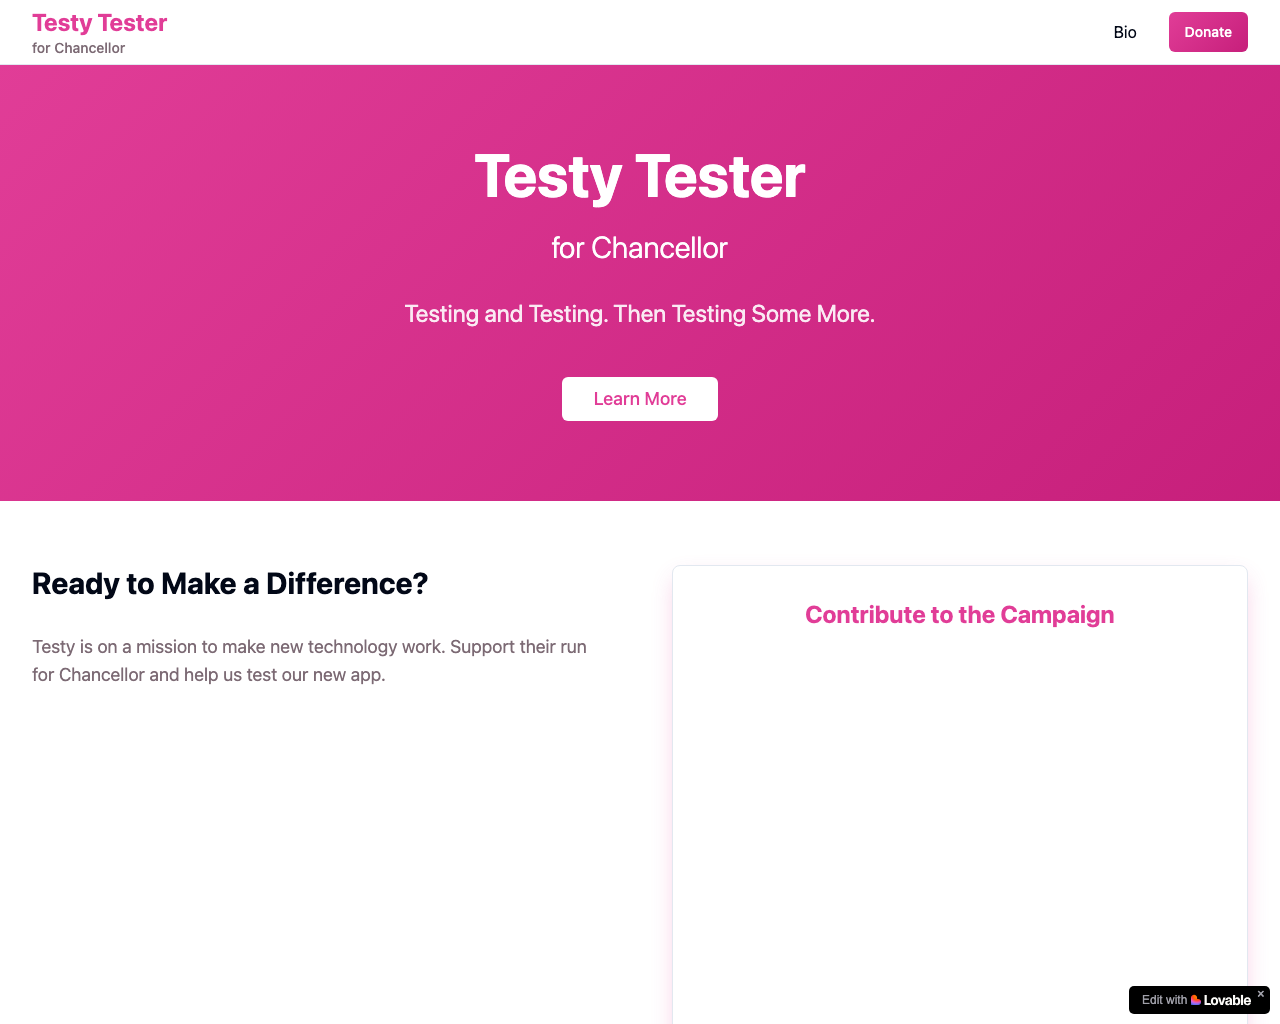 Testy Tester
for Chancellor
Bio
Donate
Testy Tester
for Chancellor
Testing and Testing. Then Testing Some More.
Learn More
Ready to Make a Difference?
Testy is on a mission to make new technology work. Support their run
for Chancellor and help us test our new app.
Contribute to the Campaign
Edit with Lovable ×